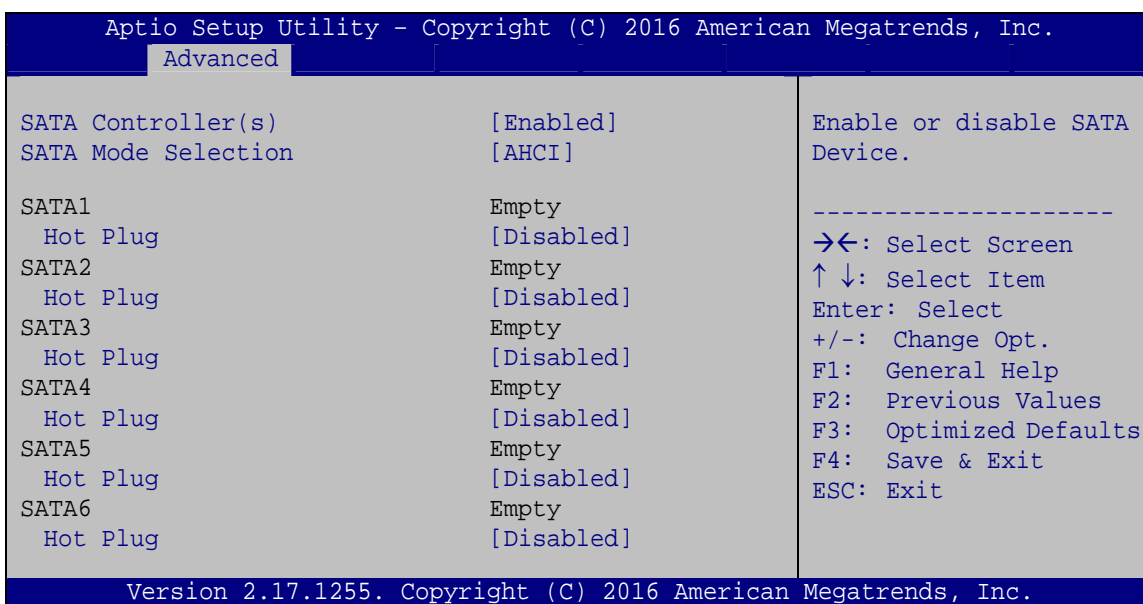 Aptio Setup Utility – Copyright (C) 2016 American Megatrends, Inc.
Advanced
SATA Controller(s) [Enabled]
SATA Mode Selection [AHCI]
SATA1 Empty
Hot Plug [Disabled]
SATA2 Empty
Hot Plug [Disabled]
SATA3 Empty
Hot Plug [Disabled]
SATA4 Empty
Hot Plug [Disabled]
SATA5 Empty
Hot Plug [Disabled]
SATA6 Empty
Hot Plug [Disabled]
Enable or disable SATA
Device.
---------------------
→←: Select Screen
↑ ↓: Select Item
Enter: Select
+/-: Change Opt.
F1: General Help
F2: Previous Values
F3: Optimized Defaults
F4: Save & Exit
ESC: Exit
Version 2.17.1255. Copyright (C) 2016 American Megatrends, Inc.